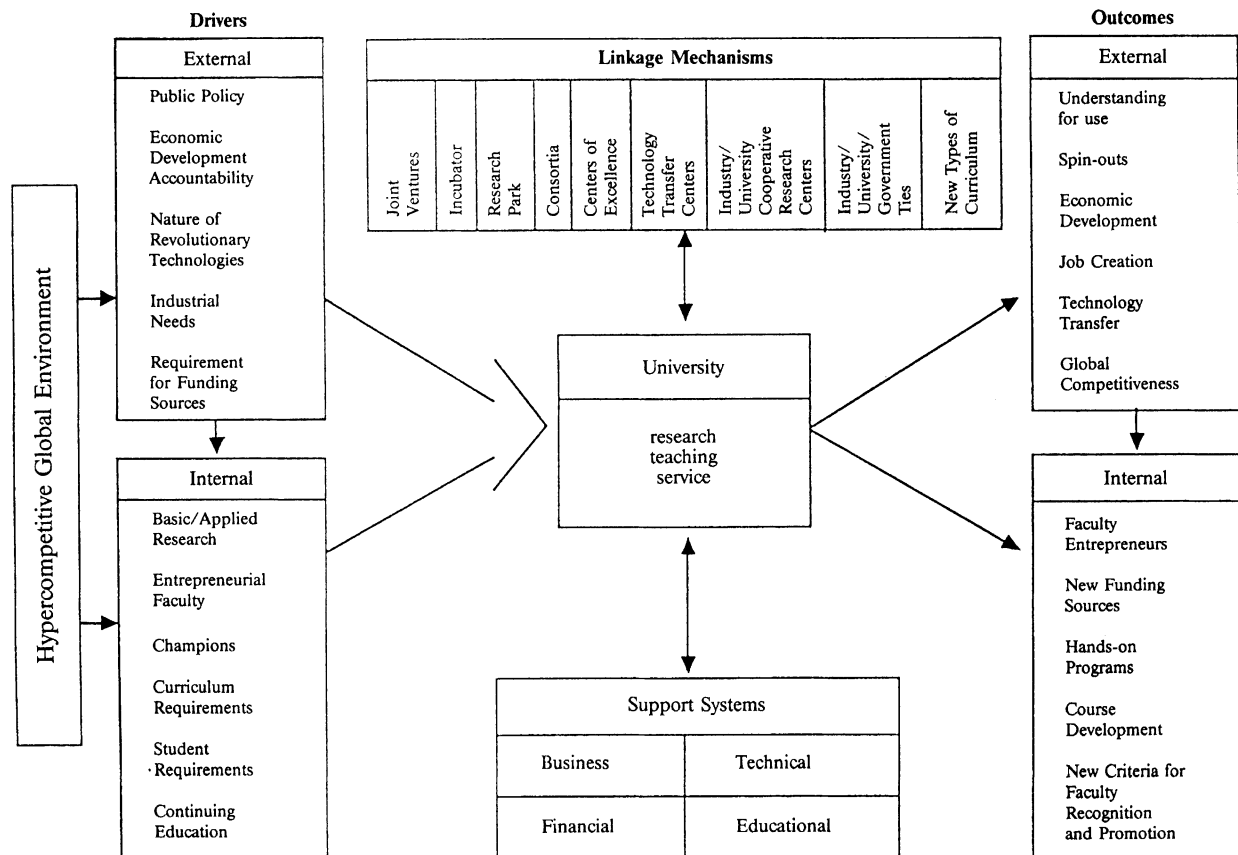 Drivers
External
Public Policy
Economic
Development
Accountability
Nature of
Revolutionary
Technologies
Industrial
Needs
Requirement
for Funding
Sources
Internal
Basic/Applied
Research
Entrepreneurial
Faculty
Champions
Curriculum
Requirements
Student
Requirements
Continuing
Education
Hypercompetitive Global Environment
Linkage Mechanisms
Joint
Ventures
Incubator
Research
Park
Consortia
Centers of
Excellence
Technology
Transfer
Centers
Industry/
University
Cooperative
Research
Centers
Industry/
University/
Government
Ties
New Types of
Curriculum
University
research
teaching
service
Support Systems
Business
Technical
Financial
Educational
Outcomes
External
Understanding
for use
Spin-outs
Economic
Development
Job Creation
Technology
Transfer
Global
Competitiveness
Internal
Faculty
Entrepreneurs
New Funding
Sources
Hands-on
Programs
Course
Development
New Criteria for
Faculty
Recognition
and Promotion